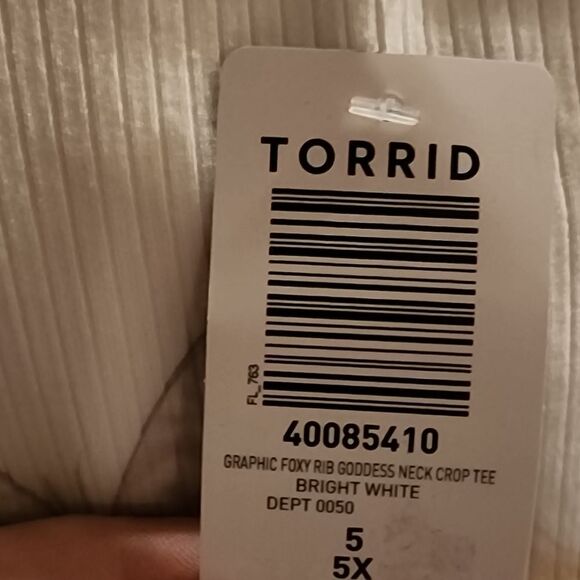 TORRID
FL_763
40085410
GRAPHIC FOXY RIB GODDESS NECK CROP TEE
BRIGHT WHITE
DEPT 0050
5
5X